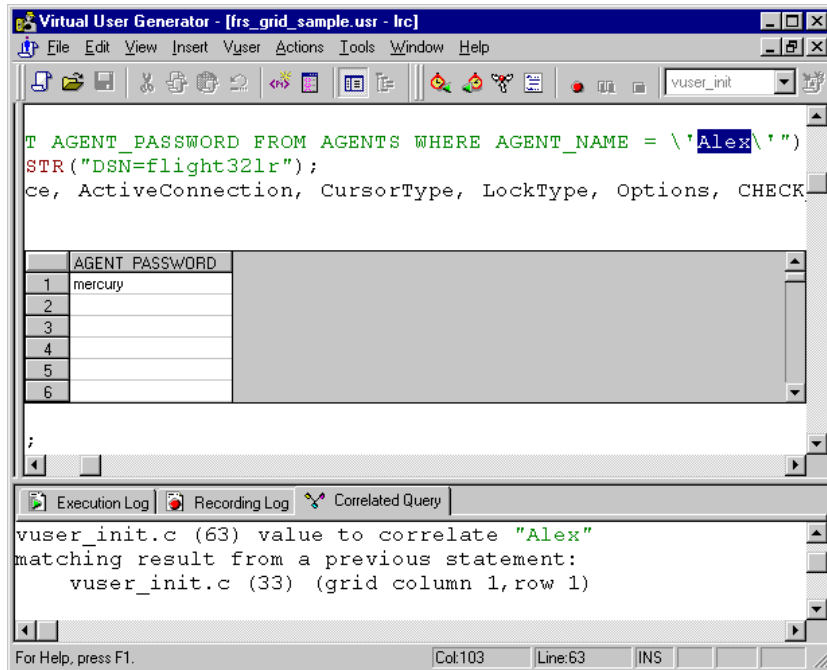 Virtual User Generator - [frs_grid_sample.usr - lrc]
File Edit View Insert Vuser Actions Tools Window Help
vuser_init
T AGENT_PASSWORD FROM AGENTS WHERE AGENT_NAME = \'Alex\'")
STR("DSN=flight32lr");
ce, ActiveConnection, CursorType, LockType, Options, CHECK_
AGENT_PASSWORD
1 mercury
2
3
4
5
6
;
Execution Log Recording Log Correlated Query
vuser_init.c (63) value to correlate "Alex"
matching result from a previous statement:
vuser_init.c (33) (grid column 1,row 1)
For Help, press F1. Col:103 Line:63 INS